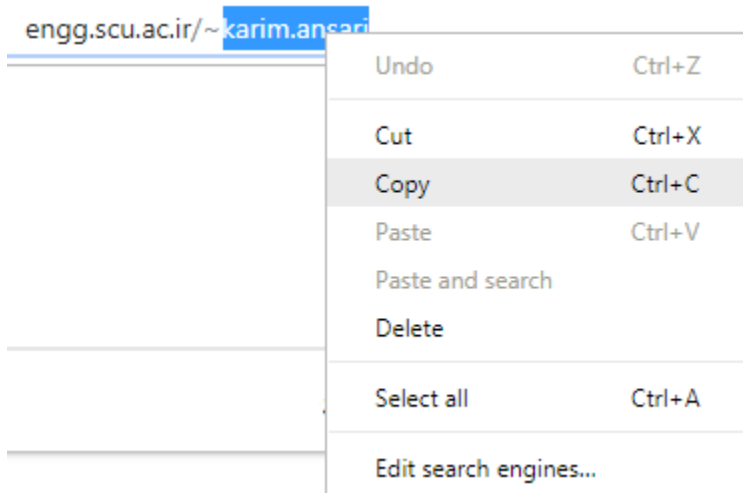 engg.scu.ac.ir/~karim.ansari
Undo Ctrl+Z
Cut Ctrl+X
Copy Ctrl+C
Paste Ctrl+V
Paste and search
Delete
Select all Ctrl+A
Edit search engines...